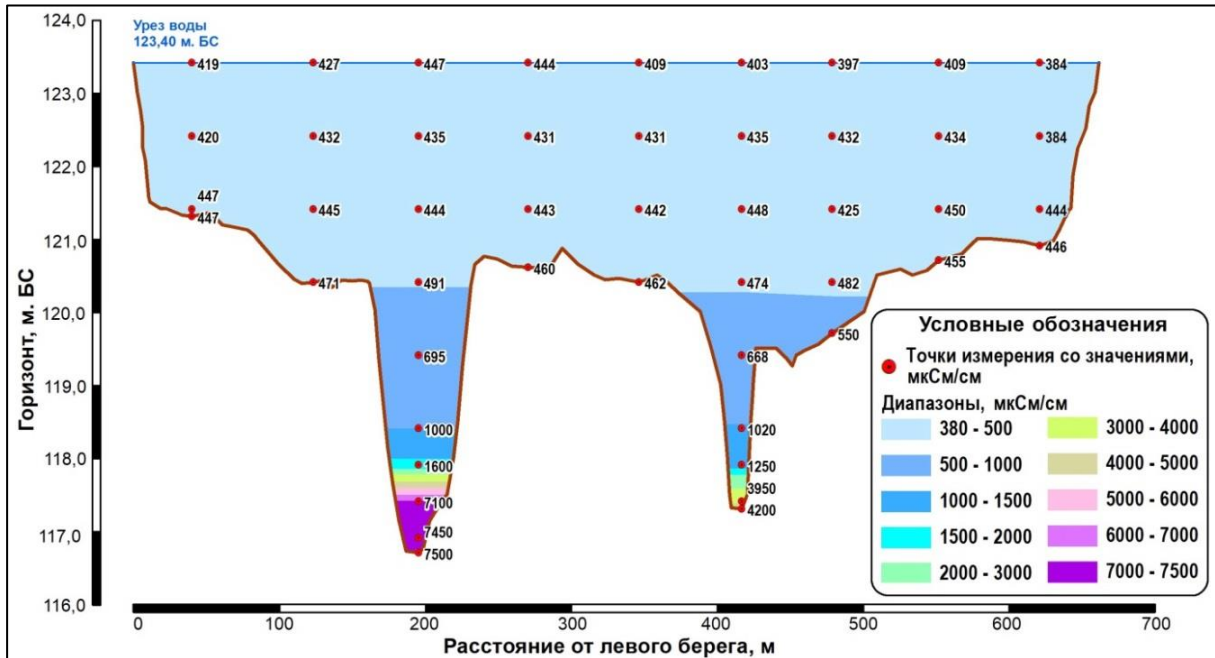 124,0
Урез воды
123,40 м. БС
419 427 447 444 409 403 397 409 384
123,0
420 432 435 431 431 435 432 434 384
122,0
447
447 445 444 443 442 448 425 450 444
121,0
446
455
460
471 491 462 474 482
120,0
550
695 668
119,0
1000 1020
118,0
1600 1250
3950
7100 4200
117,0
7450
7500
116,0
Горизонт, м. БС
0 100 200 300 400 500 600 700
Расстояние от левого берега, м
Условные обозначения
Точки измерения со значениями,
мкСм/см
Диапазоны, мкСм/см
380 - 500 3000 - 4000
500 - 1000 4000 - 5000
1000 - 1500 5000 - 6000
1500 - 2000 6000 - 7000
2000 - 3000 7000 - 7500